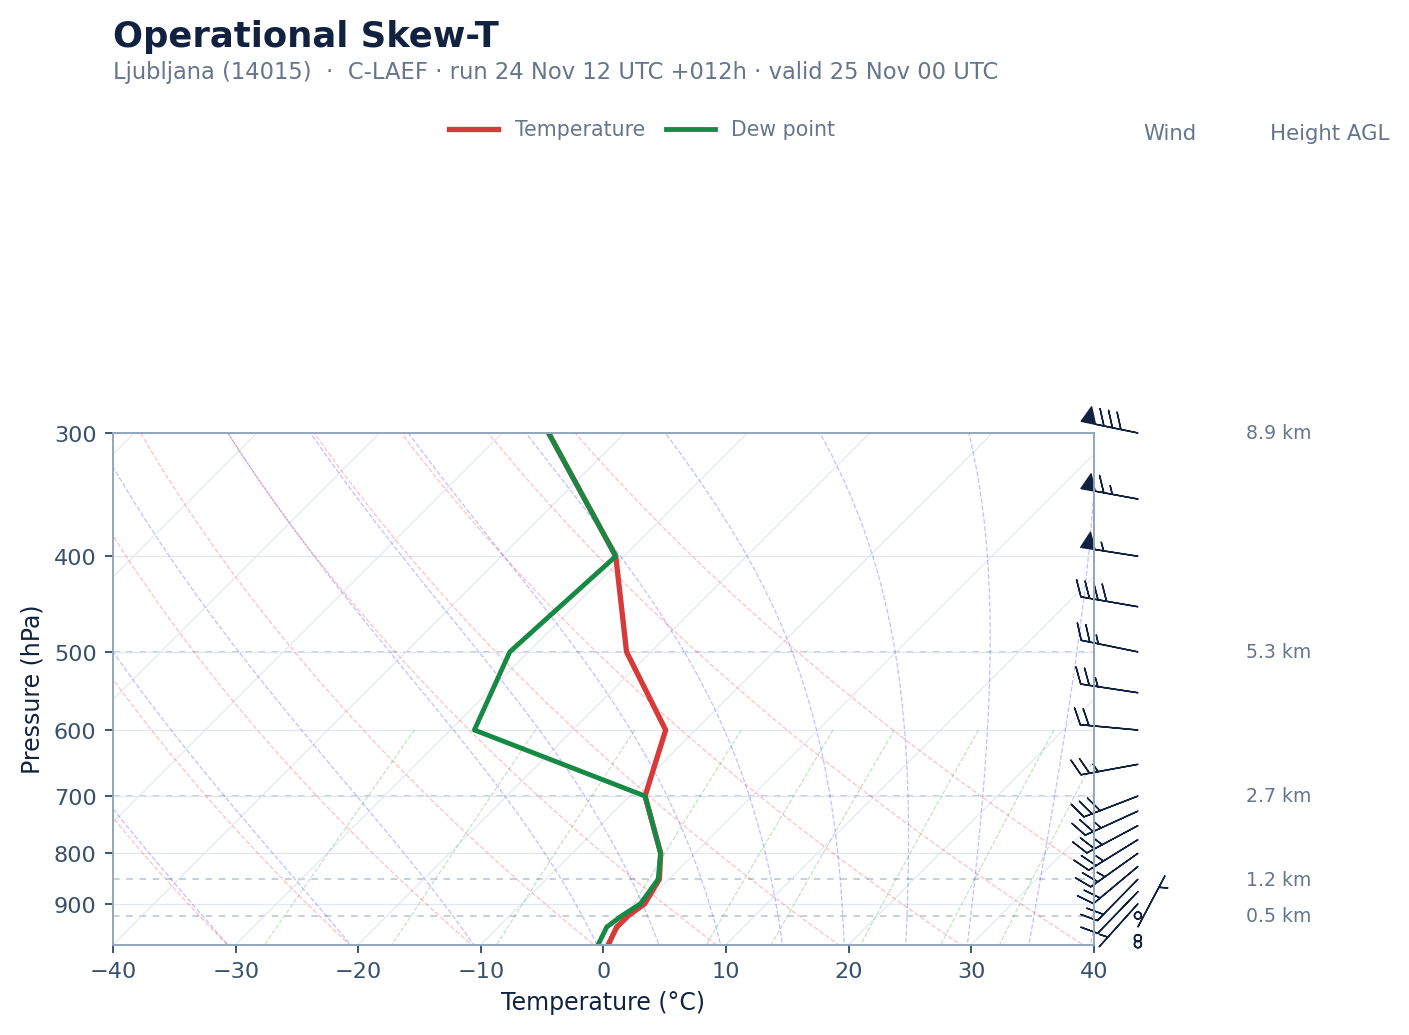 Operational Skew-T
Ljubljana (14015)  ·  C-LAEF · run 24 Nov 12 UTC +012h · valid 25 Nov 00 UTC
Temperature
Dew point
Wind
Height AGL
300
400
500
600
700
800
900
Pressure (hPa)
8.9 km
5.3 km
2.7 km
1.2 km
0.5 km
−40
−30
−20
−10
0
10
20
30
40
Temperature (°C)